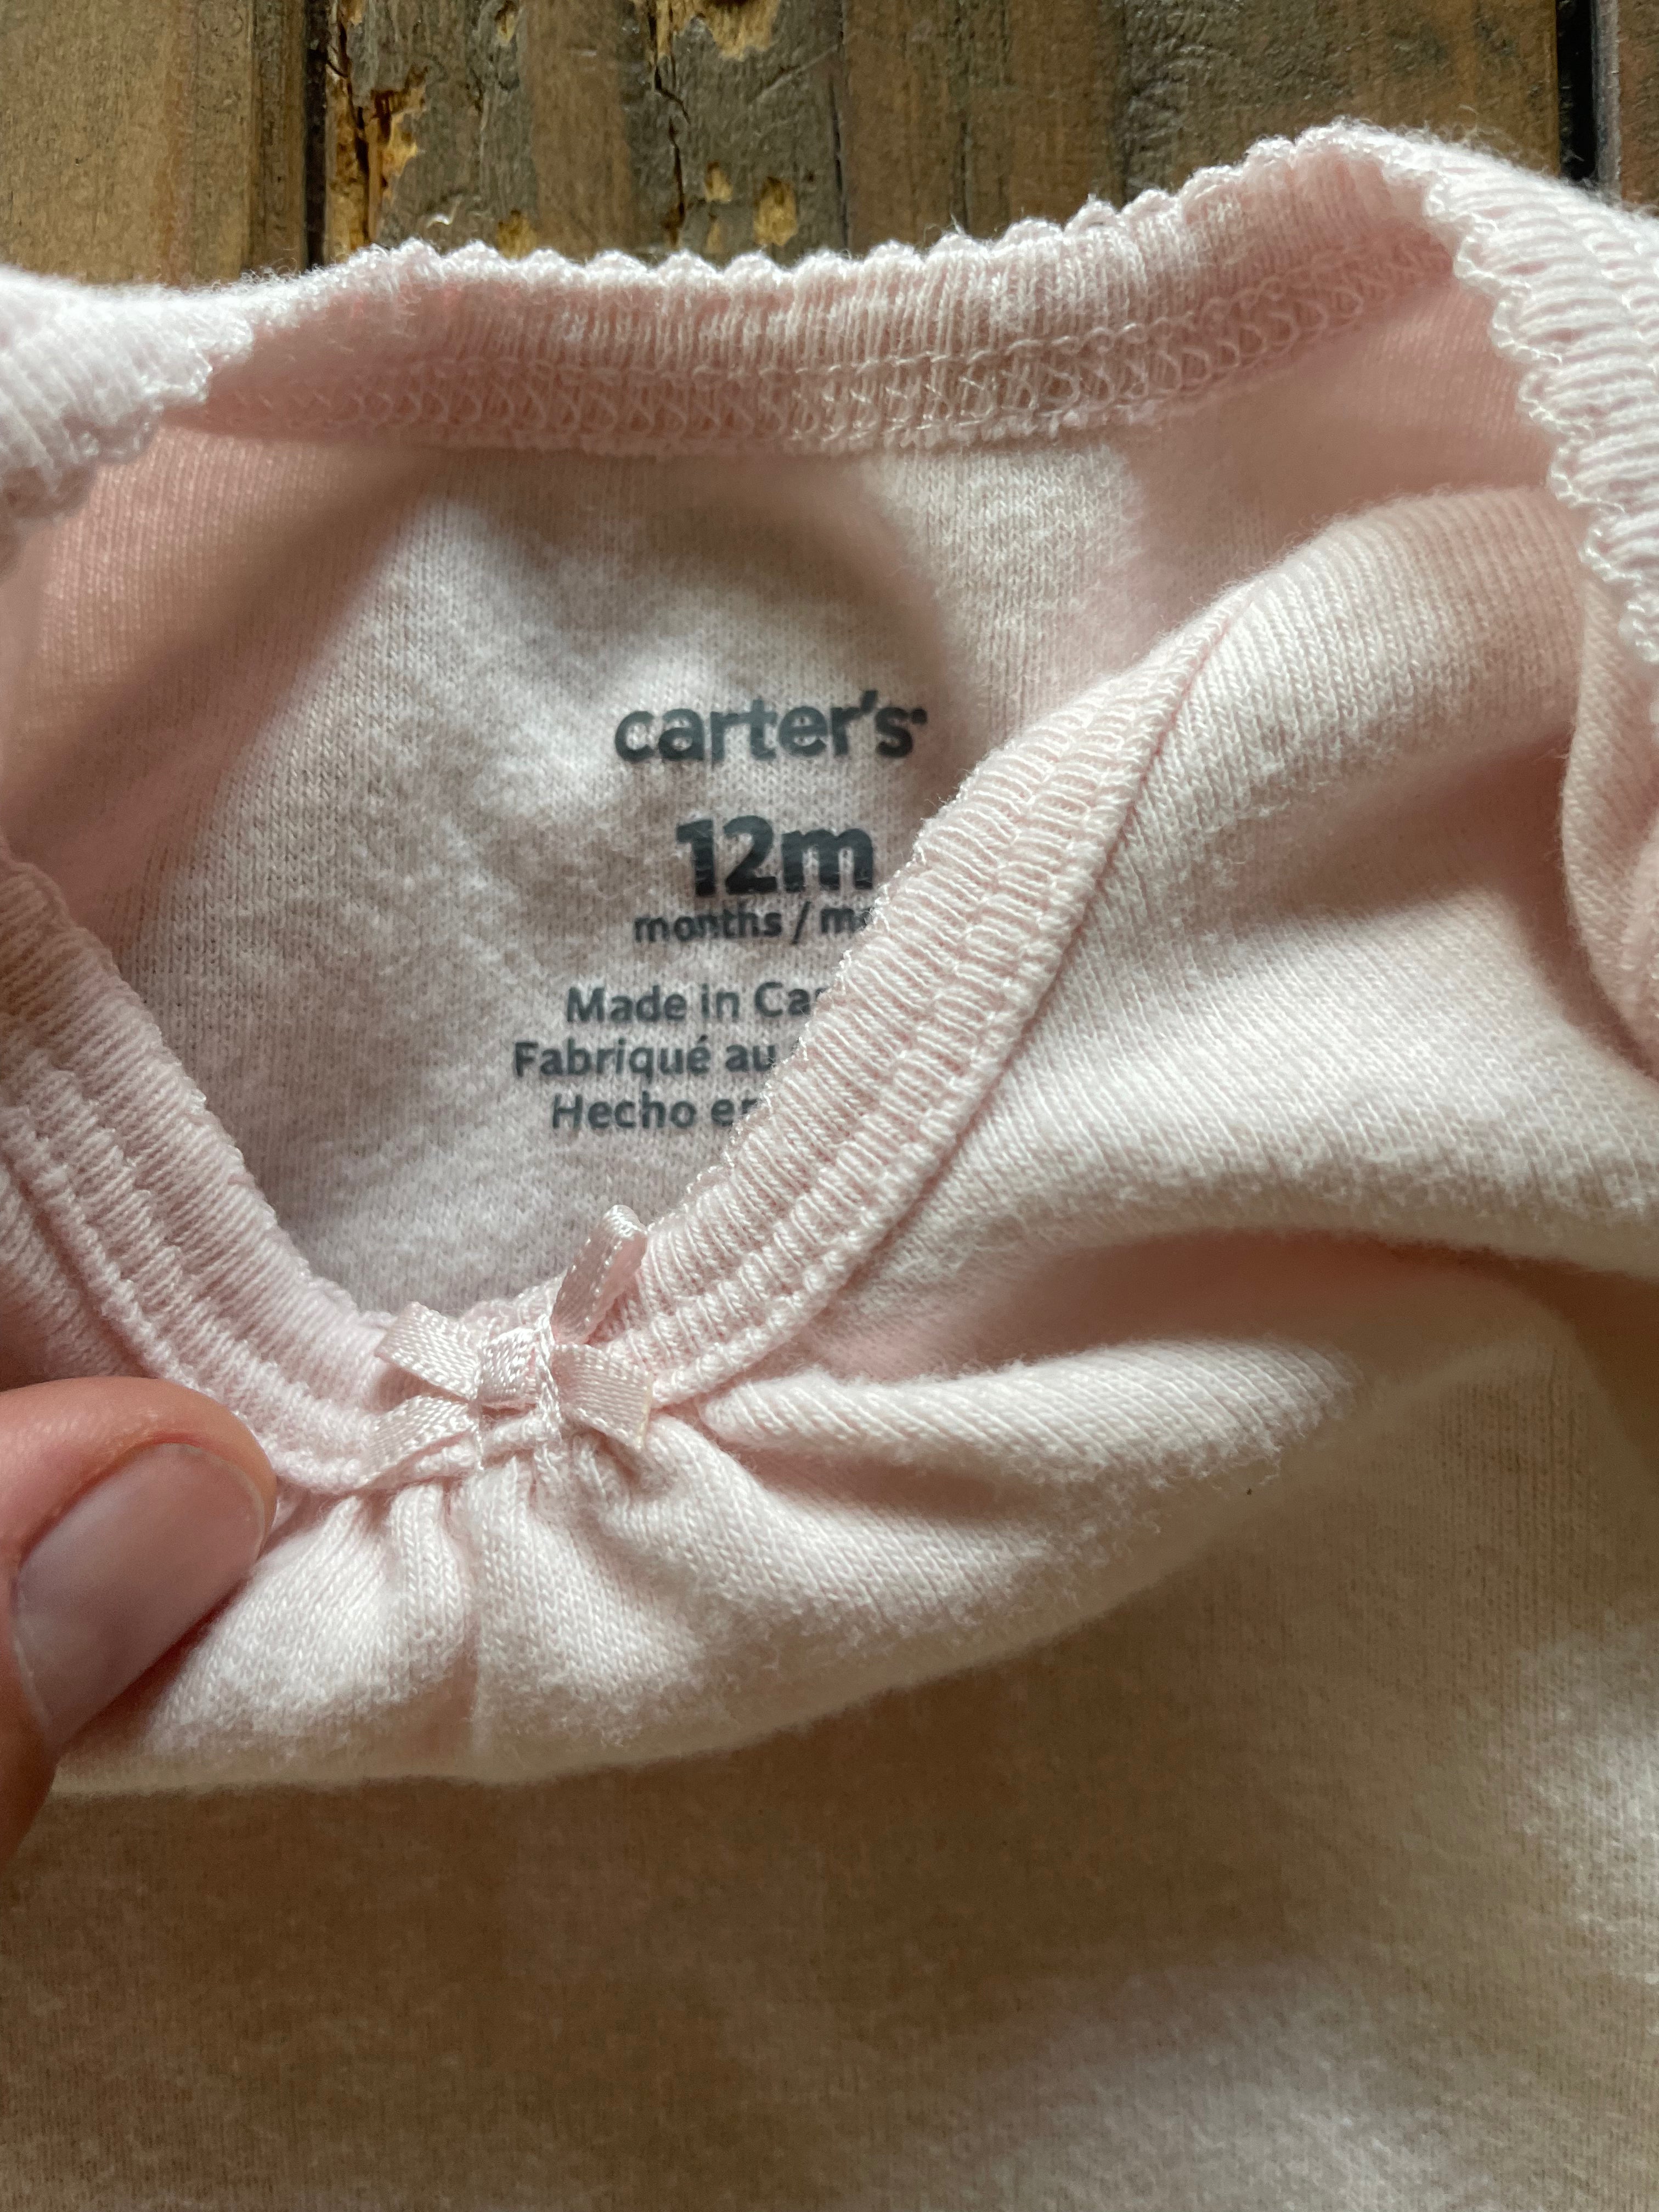 carter's
12m
months /
Made in
Fabriqué au
Hecho